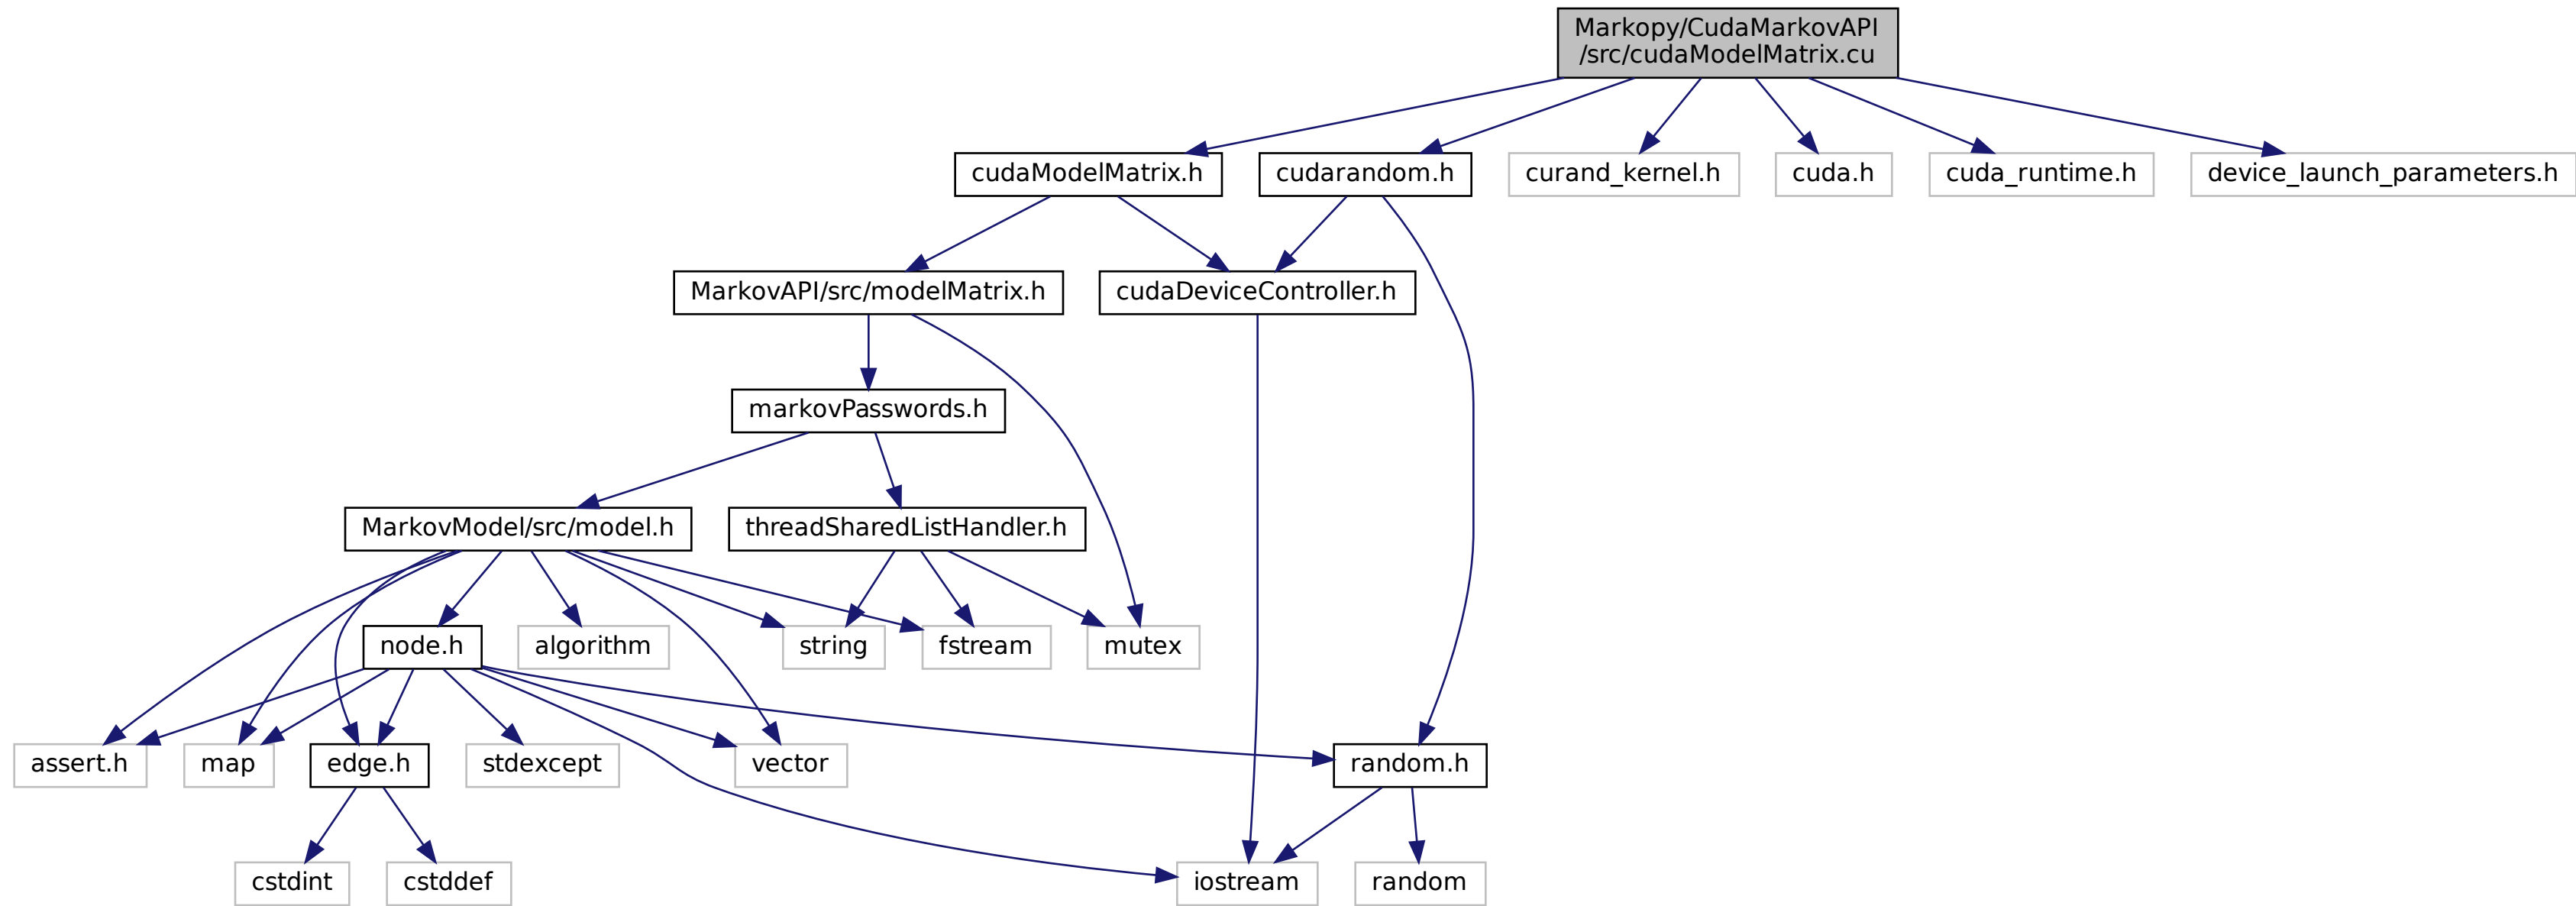 Markopy/CudaMarkovAPI
/src/cudaModelMatrix.cu
cudaModelMatrix.h
cudarandom.h
curand_kernel.h
cuda.h
cuda_runtime.h
device_launch_parameters.h
MarkovAPI/src/modelMatrix.h
cudaDeviceController.h
markovPasswords.h
MarkovModel/src/model.h
threadSharedListHandler.h
node.h
algorithm
string
fstream
mutex
assert.h
map
edge.h
stdexcept
vector
random.h
cstdint
cstddef
iostream
random